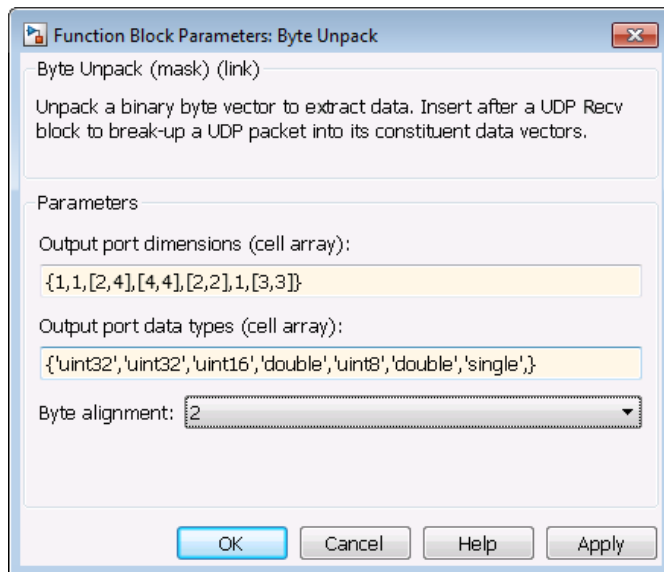 Function Block Parameters: Byte Unpack
Byte Unpack (mask) (link)
Unpack a binary byte vector to extract data. Insert after a UDP Recv
block to break-up a UDP packet into its constituent data vectors.
Parameters
Output port dimensions (cell array):
{1,1,[2,4],[4,4],[2,2],1,[3,3]}
Output port data types (cell array):
{'uint32','uint32','uint16','double','uint8','double','single',}
Byte alignment: 2
OK Cancel Help Apply